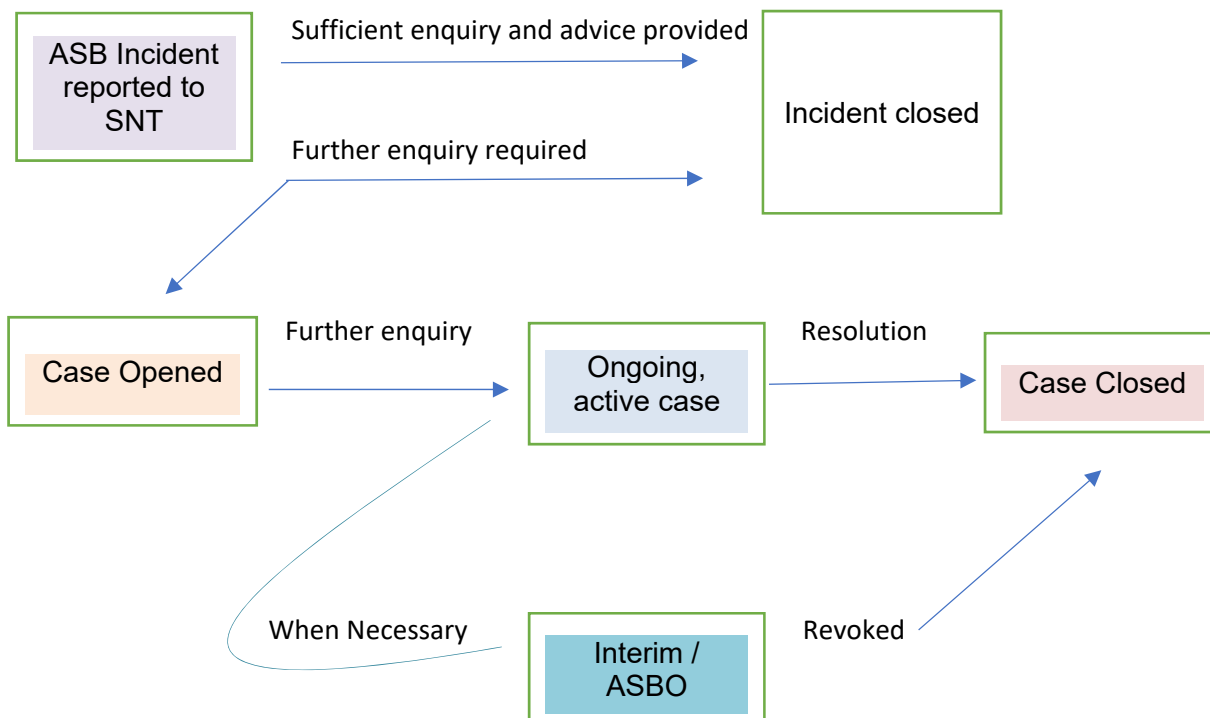 Sufficient enquiry and advice provided
ASB Incident
reported to
SNT
Incident closed
Further enquiry required
Case Opened
Further enquiry
Ongoing,
active case
Resolution
Case Closed
When Necessary
Interim /
ASBO
Revoked